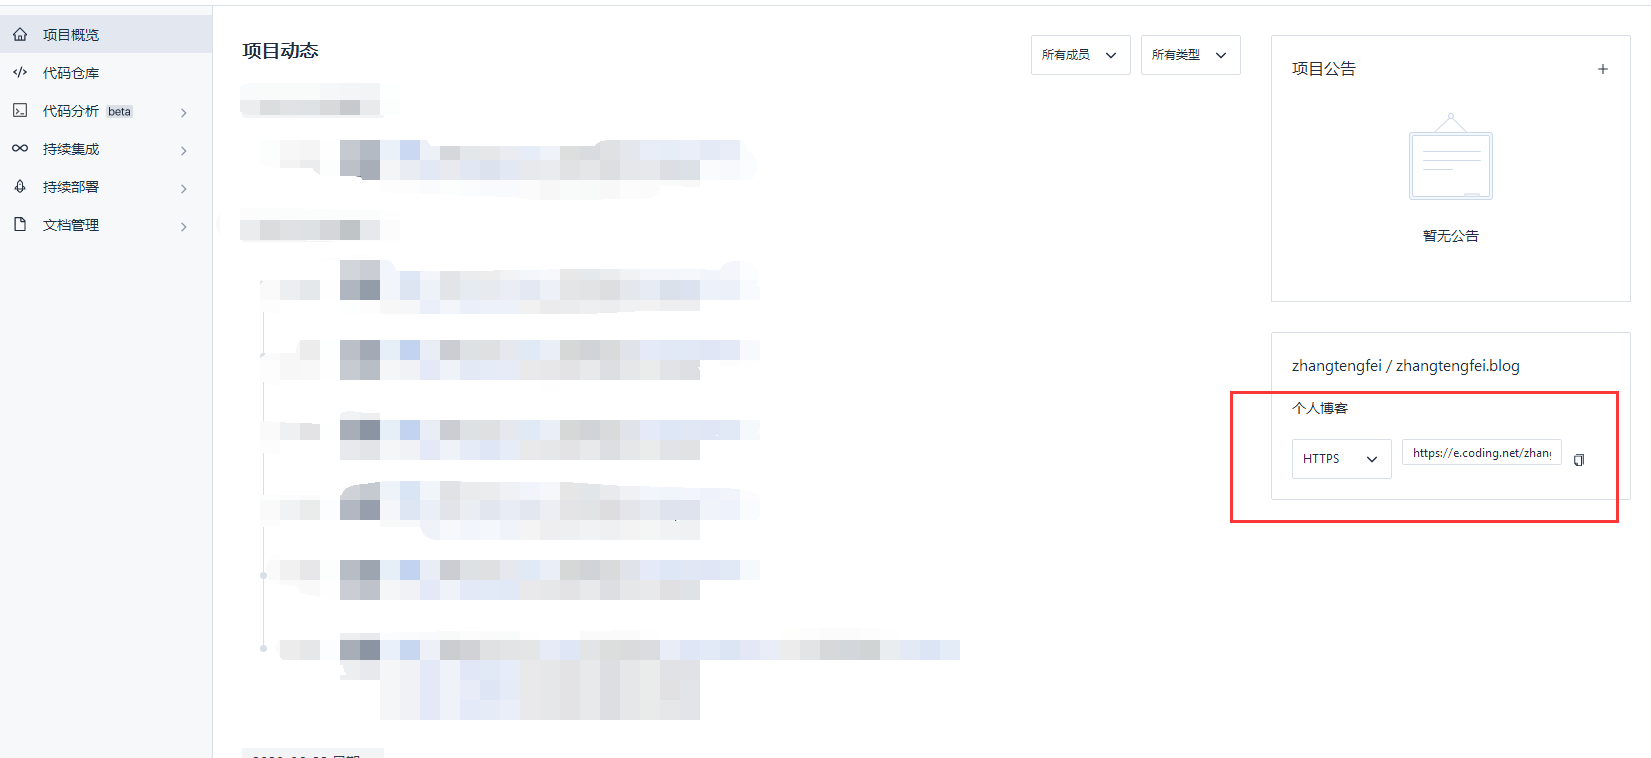 项目概览
代码仓库
代码分析 beta
持续集成
持续部署
文档管理
项目动态
所有成员
所有类型
项目公告
暂无公告
zhangtengfei / zhangtengfei.blog
个人博客
HTTPS
https://e.coding.net/zhang